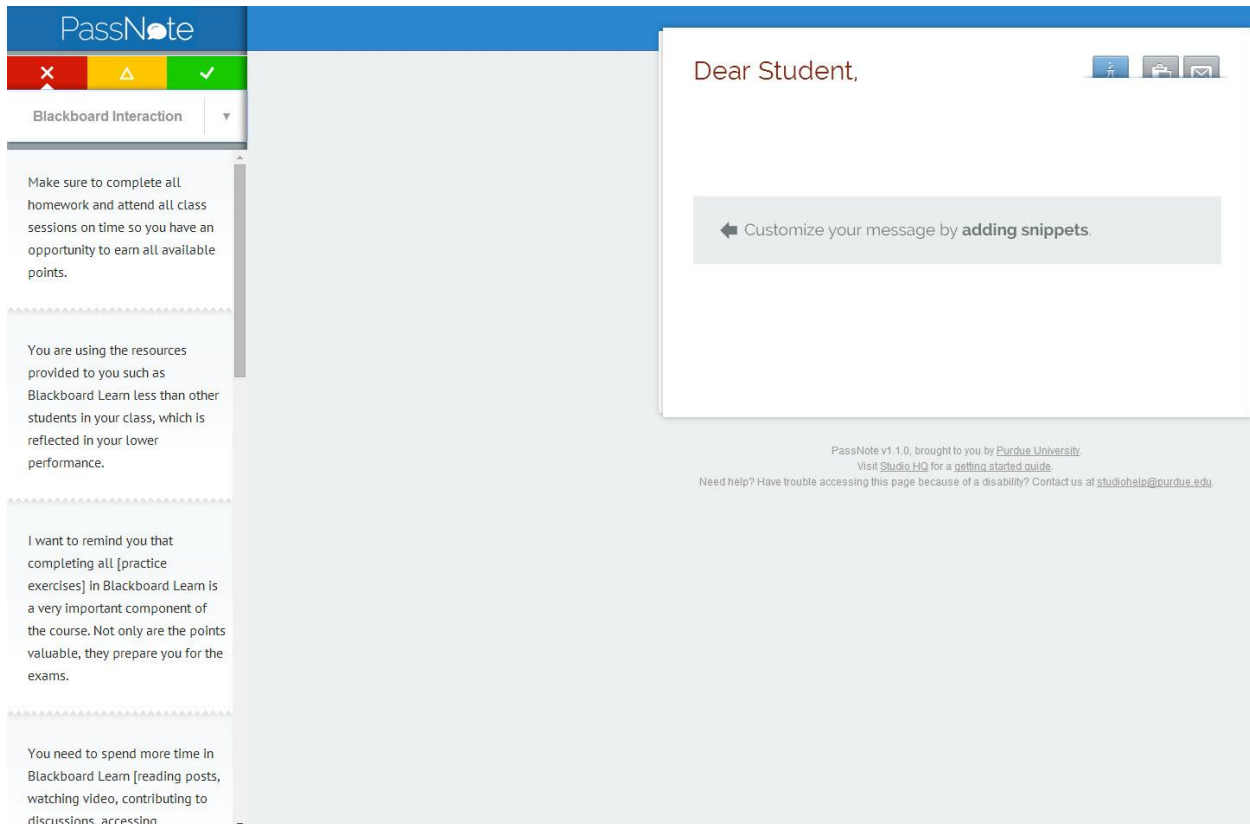 PassNote
Blackboard Interaction
Make sure to complete all
homework and attend all class
sessions on time so you have an
opportunity to earn all available
points.
You are using the resources
provided to you such as
Blackboard Learn less than other
students in your class, which is
reflected in your lower
performance.
I want to remind you that
completing all [practice
exercises] in Blackboard Learn is
a very important component of
the course. Not only are the points
valuable, they prepare you for the
exams.
You need to spend more time in
Blackboard Learn [reading posts,
watching video, contributing to
discussions, accessing
Dear Student,
Customize your message by adding snippets.
PassNote v1.1.0, brought to you by Purdue University.
Visit Studio HQ for a getting started guide.
Need help? Have trouble accessing this page because of a disability? Contact us at studiohelp@purdue.edu.